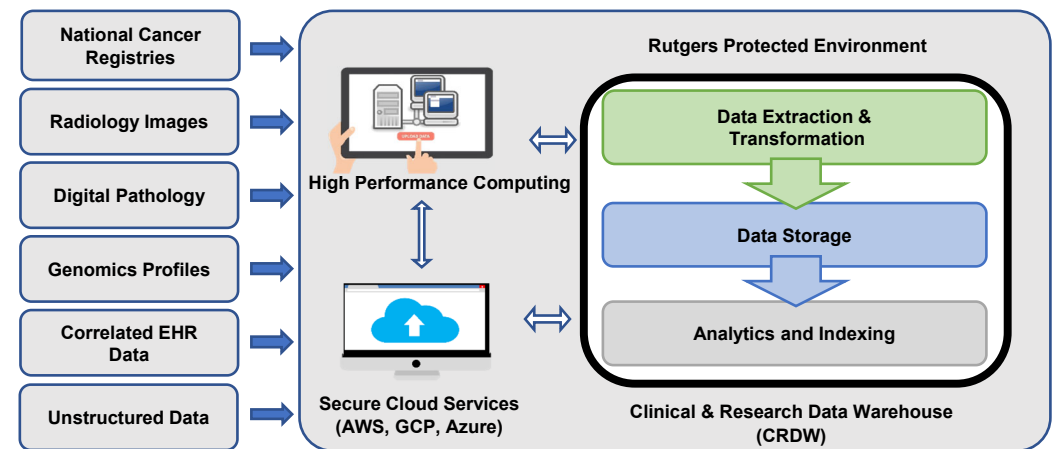 National Cancer
Registries
Radiology Images
Digital Pathology
Genomics Profiles
Correlated EHR
Data
Unstructured Data
Rutgers Protected Environment
UPLOAD DATA
High Performance Computing
Secure Cloud Services
(AWS, GCP, Azure)
Data Extraction &
Transformation
Data Storage
Analytics and Indexing
Clinical & Research Data Warehouse
(CRDW)